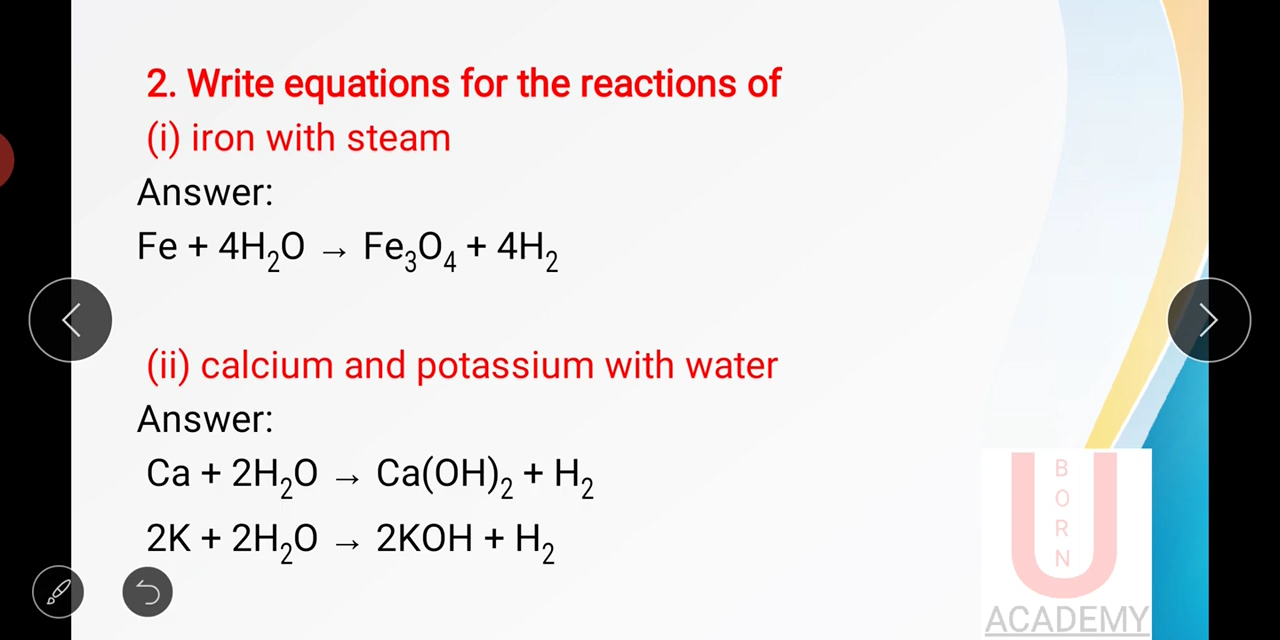 2. Write equations for the reactions of
(i) iron with steam
Answer:
Fe + 4H₂O → Fe₃O₄ + 4H₂
(ii) calcium and potassium with water
Answer:
Ca + 2H₂O → Ca(OH)₂ + H₂
2K + 2H₂O → 2KOH + H₂
U
BORN
ACADEMY